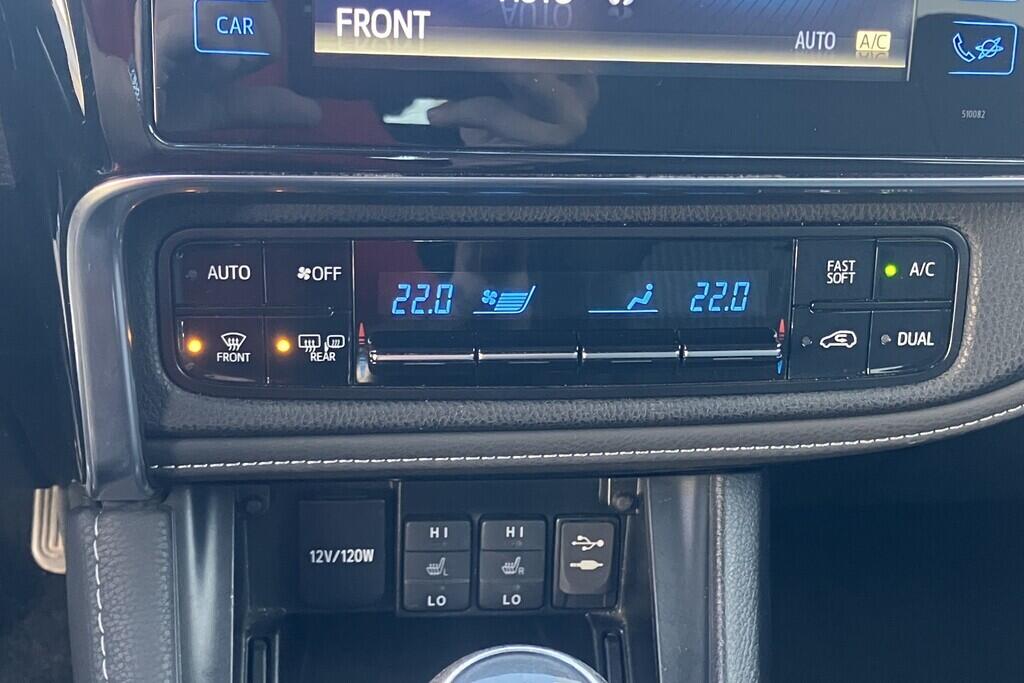 AUTO
CAR
FRONT
AUTO A/C
510082
AUTO
OFF
22.0
22.0
FAST
SOFT
A/C
FRONT
REAR
DUAL
12V/120W
HI
L
LO
HI
R
LO